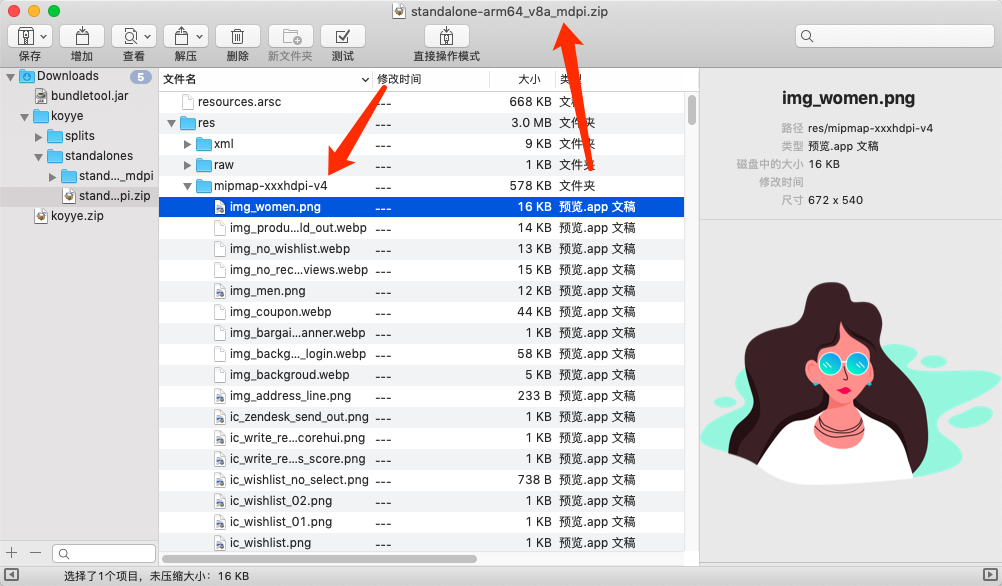 standalone-arm64_v8a_mdpi.zip
保存 增加 查看 解压 删除 新文件夹 测试 直接操作模式
Downloads 5
bundletool.jar
koyye
splits
standalones
stand..._mdpi
stand...pi.zip
koyye.zip
文件名 修改时间 大小 类
resources.arsc --- 668 KB 文
res --- 3.0 MB 文件夹
xml --- 9 KB 文件夹
raw --- 1 KB 文件夹
mipmap-xxxhdpi-v4 --- 578 KB 文件夹
img_women.png --- 16 KB 预览.app 文稿
img_produ...ld_out.webp --- 14 KB 预览.app 文稿
img_no_wishlist.webp --- 13 KB 预览.app 文稿
img_no_rec...views.webp --- 15 KB 预览.app 文稿
img_men.png --- 12 KB 预览.app 文稿
img_coupon.webp --- 44 KB 预览.app 文稿
img_bargai...anner.webp --- 1 KB 预览.app 文稿
img_backg..._login.webp --- 58 KB 预览.app 文稿
img_backgroud.webp --- 5 KB 预览.app 文稿
img_address_line.png --- 233 B 预览.app 文稿
ic_zendesk_send_out.png --- 1 KB 预览.app 文稿
ic_write_re...corehui.png --- 1 KB 预览.app 文稿
ic_write_re...s_score.png --- 1 KB 预览.app 文稿
ic_wishlist_no_select.png --- 738 B 预览.app 文稿
ic_wishlist_02.png --- 1 KB 预览.app 文稿
ic_wishlist_01.png --- 1 KB 预览.app 文稿
ic_wishlist.png --- 1 KB 预览.app 文稿
img_women.png
路径 res/mipmap-xxxhdpi-v4
类型 预览.app 文稿
磁盘中的大小 16 KB
修改时间
尺寸 672 x 540
选择了1个项目，未压缩大小：16 KB